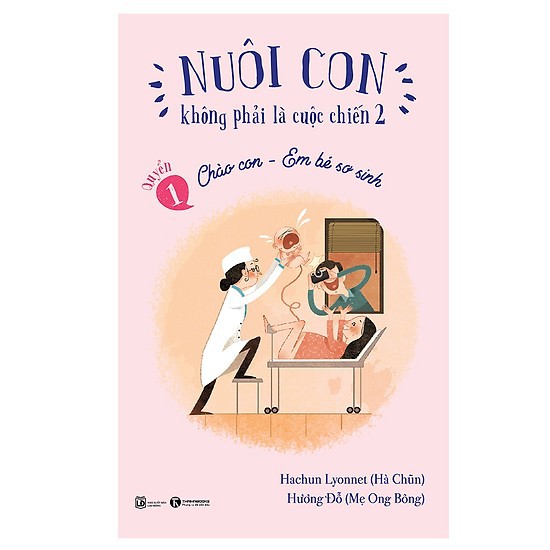 NUÔI CON
không phải là cuộc chiến 2
Quyển
1
Chào con - Em bé sơ sinh
Hachun Lyonnet (Hà Chũn)
Hương Đỗ (Mẹ Ong Bông)
THAIHABOOKS